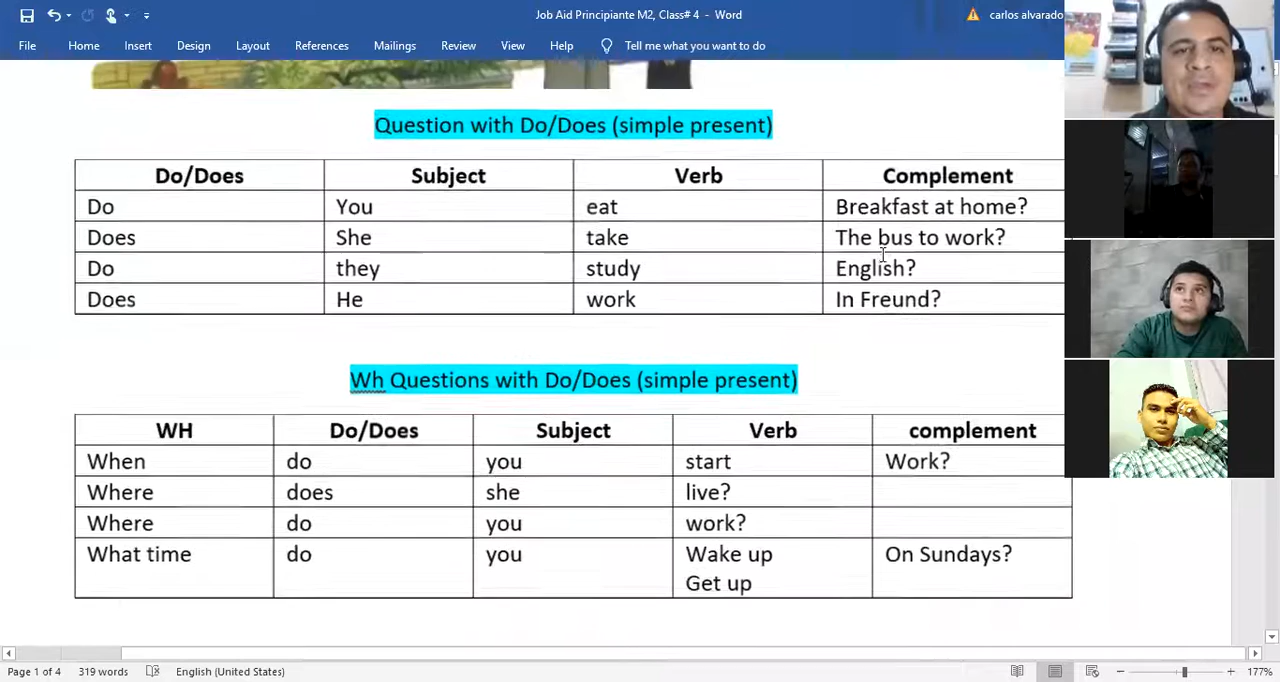 Job Aid Principiante M2, Class# 4 - Word
carlos alvarado
File Home Insert Design Layout References Mailings Review View Help Tell me what you want to do
Question with Do/Does (simple present)
Do/Does Subject Verb Complement
Do You eat Breakfast at home?
Does She take The bus to work?
Do they study English?
Does He work In Freund?
Wh Questions with Do/Does (simple present)
WH Do/Does Subject Verb complement
When do you start Work?
Where does she live?
Where do you work?
What time do you Wake up On Sundays?
Get up
Page 1 of 4 319 words English (United States) 177%